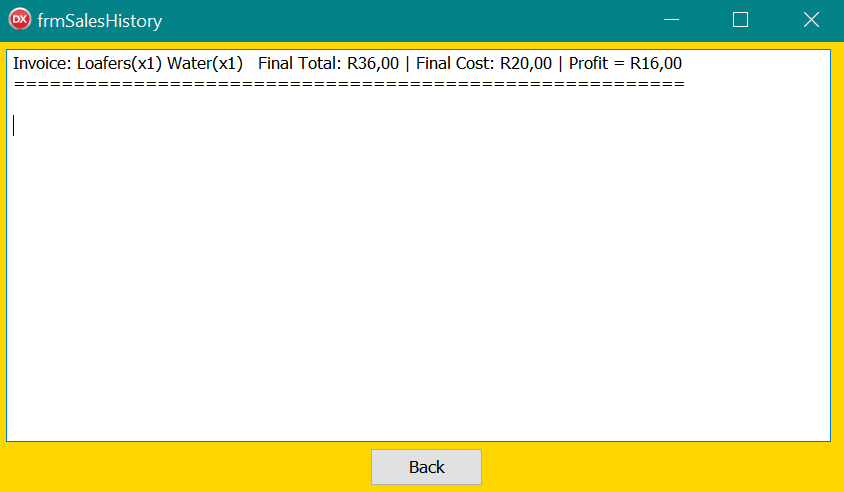 DX frmSalesHistory
Invoice: Loafers(x1) Water(x1)   Final Total: R36,00 | Final Cost: R20,00 | Profit = R16,00
========================================================
Back